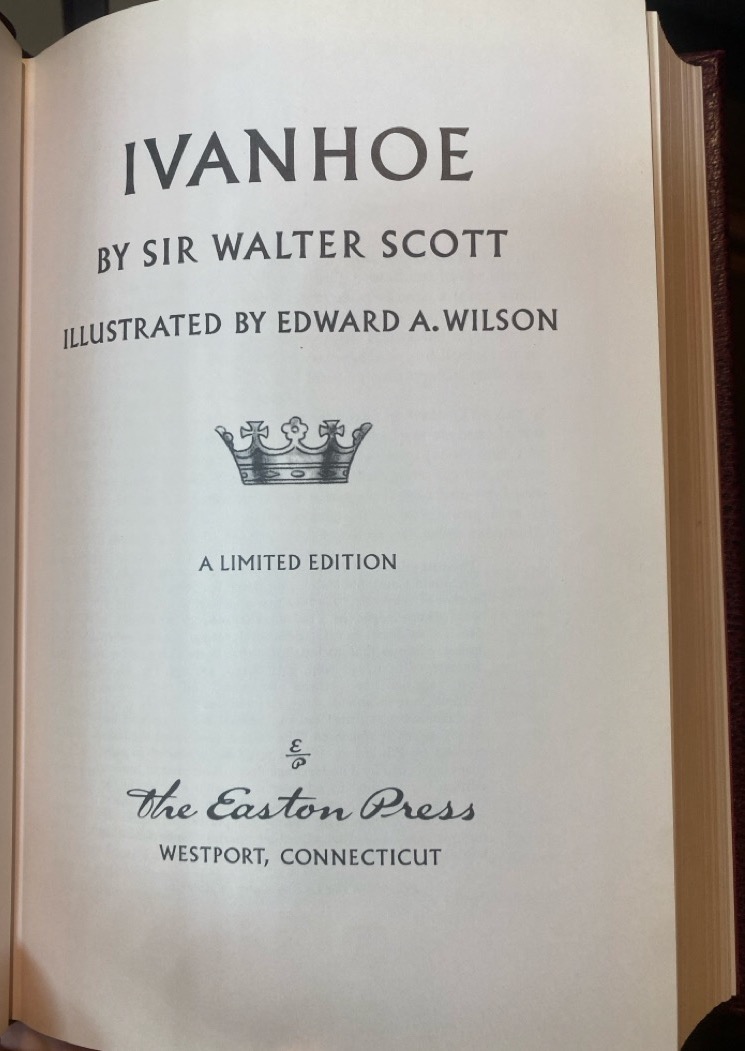 IVANHOE
BY SIR WALTER SCOTT
ILLUSTRATED BY EDWARD A. WILSON
A LIMITED EDITION
E
P
The Easton Press
WESTPORT, CONNECTICUT